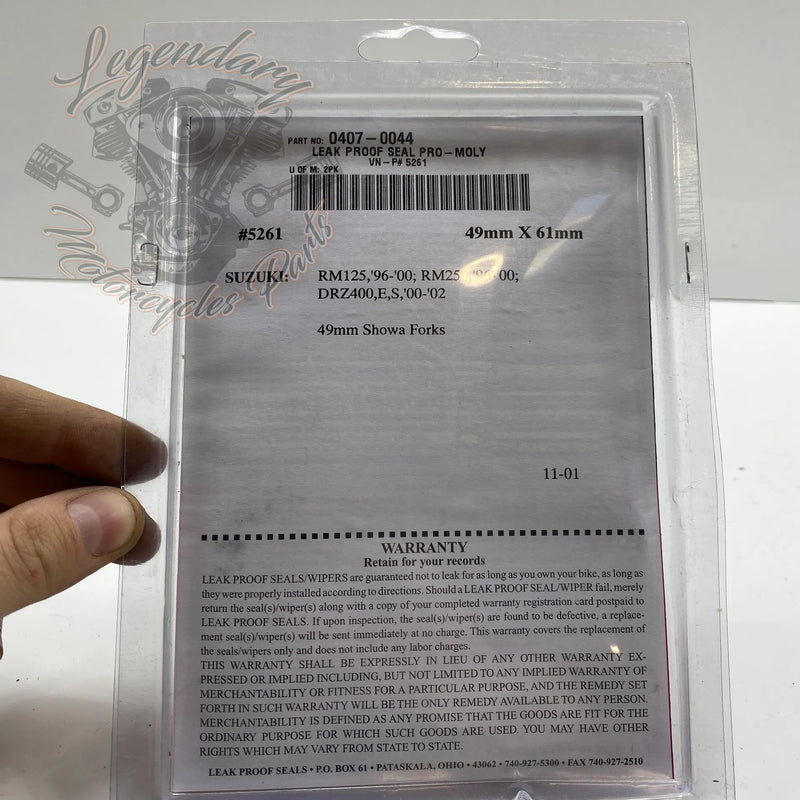 Legendary
Motorcycles Parts
PART NO: 0407-0044
LEAK PROOF SEAL PRO-MOLY
VN-P# 5261
U OF M: 2PK
#5261 49mm X 61mm
SUZUKI: RM125,'96-'00; RM250,'96-'00;
DRZ400,E,S,'00-'02
49mm Showa Forks
11-01
WARRANTY
Retain for your records
LEAK PROOF SEALS/WIPERS are guaranteed not to leak for as long as you own your bike, as long as
they were properly installed according to directions. Should a LEAK PROOF SEAL/WIPER fail, merely
return the seal(s)/wiper(s) along with a copy of your completed warranty registration card postpaid to
LEAK PROOF SEALS. If upon inspection, the seal(s)/wiper(s) are found to be defective, a replace-
ment seal(s)/wiper(s) will be sent immediately at no charge. This warranty covers the replacement of
the seals/wipers only and does not include any labor charges.
THIS WARRANTY SHALL BE EXPRESSLY IN LIEU OF ANY OTHER WARRANTY EX-
PRESSED OR IMPLIED INCLUDING, BUT NOT LIMITED TO ANY IMPLIED WARRANTY OF
MERCHANTABILITY OR FITNESS FOR A PARTICULAR PURPOSE, AND THE REMEDY SET
FORTH IN SUCH WARRANTY WILL BE THE ONLY REMEDY AVAILABLE TO ANY PERSON.
MERCHANTABILITY IS DEFINED AS ANY PROMISE THAT THE GOODS ARE FIT FOR THE
ORDINARY PURPOSE FOR WHICH SUCH GOODS ARE USED. YOU MAY HAVE OTHER
RIGHTS WHICH MAY VARY FROM STATE TO STATE.
LEAK PROOF SEALS • P.O. BOX 61 • PATASKALA, OHIO • 43062 • 740-927-5300 • FAX 740-927-2510